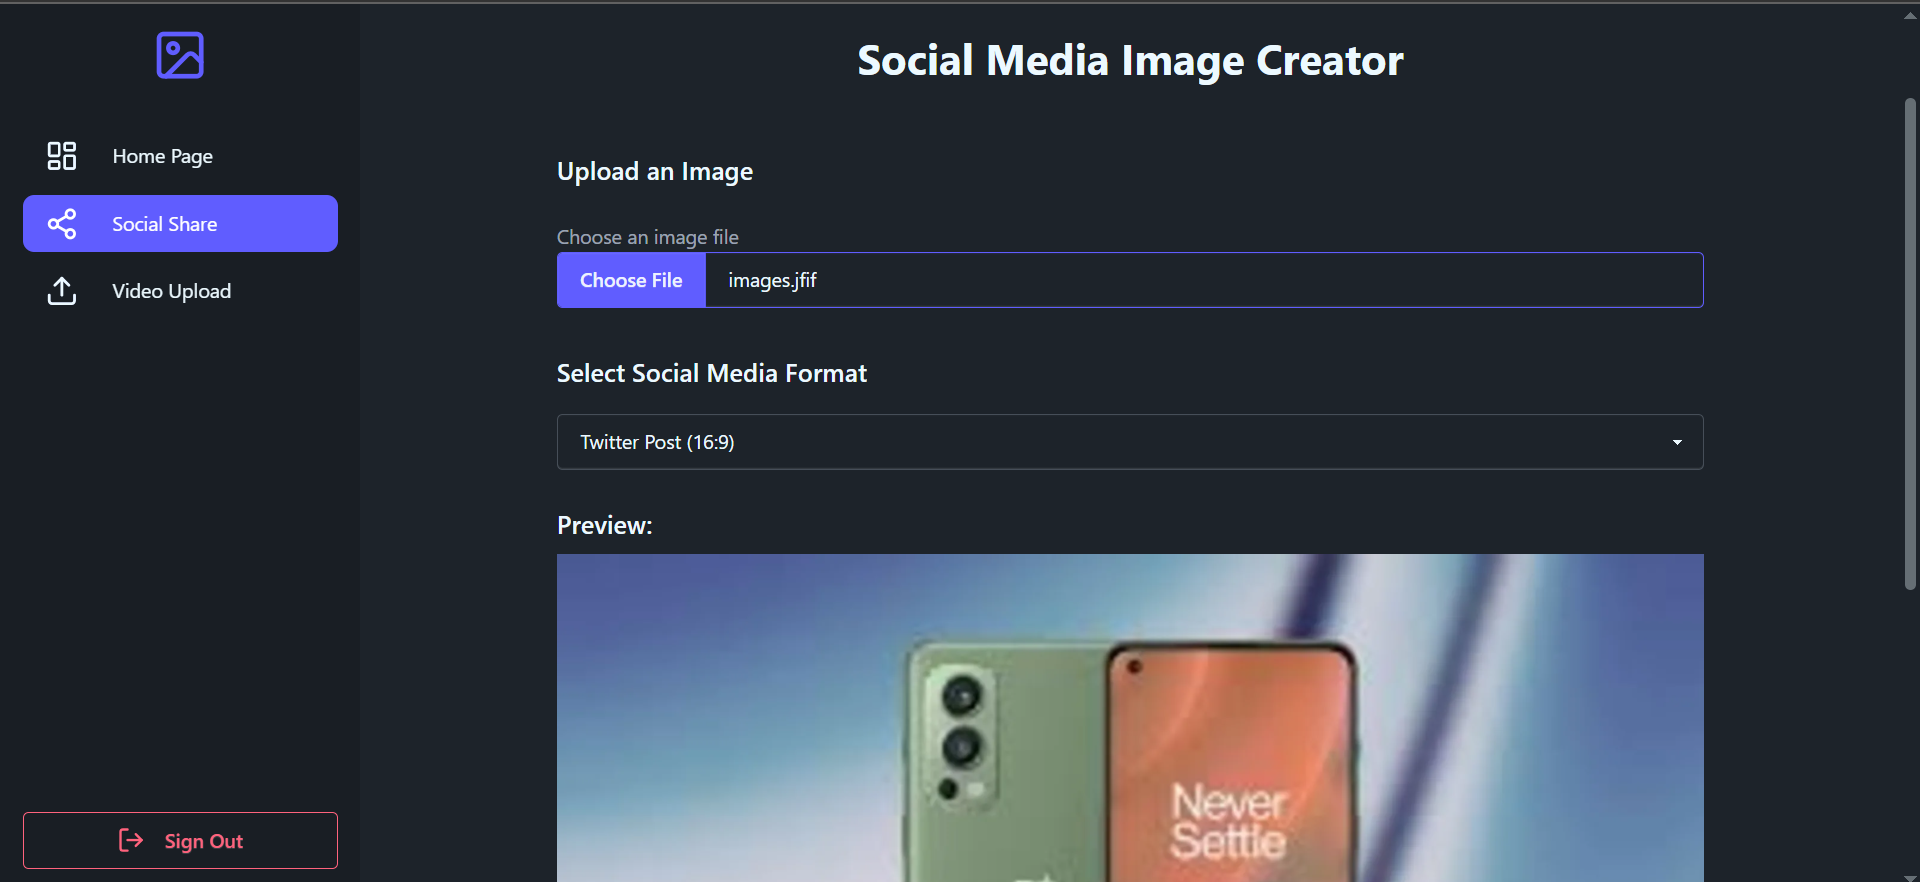 Social Media Image Creator
Home Page
Social Share
Video Upload
Sign Out
Upload an Image
Choose an image file
Choose File images.jfif
Select Social Media Format
Twitter Post (16:9)
Preview:
Never
Settle